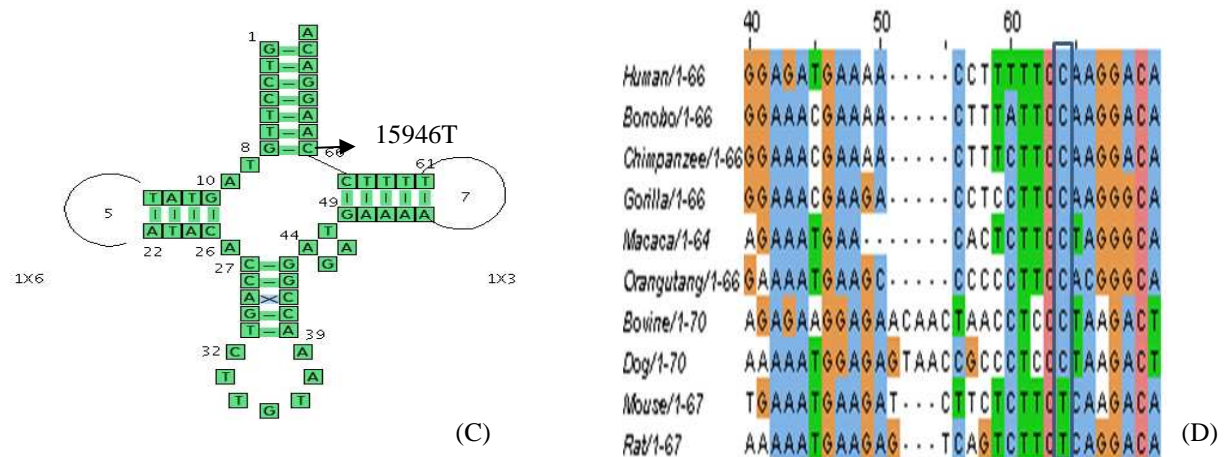 A
1 G C
T A
C G
C G
T A
T A
G C 66 15946T
8 T
10 A
C T T T T 61
T A T G
5
49 G A A A A 7
A T A C T
22 26 A 44 A G A
27 C G
C G
A C
G C
T A 39
32 C A
T A
T G T
1X6
1X3
(C)
40 50 60
Human/1-66 GGAGATGAAAA-----CCTTTTTCCAAGGACA
Bonrobo/1-66 GGAAACGAAAA-----CTTTATTCCAAGGACA
Chimpanzee/1-66 GGAAACGAAAA-----CTTTCTTCCAAGGACA
Gorilla/1-66 GGAAACGAAGA-----CCTCCTTCCAAGGACA
Macaca/1-64 AGAAATGAA-------CACTCTTCCTAGGGCA
Orangutang/1-66 GAAAATGAAGC-----CCCCCTTCCACGGGCA
Bovine/1-70 AGAGAAGGAGAACAACTAACCTCCCTAAGACT
Dog/1-70 AAAAATGGAGAGTAACCGCCCTCCCTAAGACT
Mouse/1-67 TGAAATGAAGAT---CTTCTCTTCTCAAGACA
Rat/1-67 AAAAATGAAGAG---TCAGTCTTCTCAGGACA
(D)